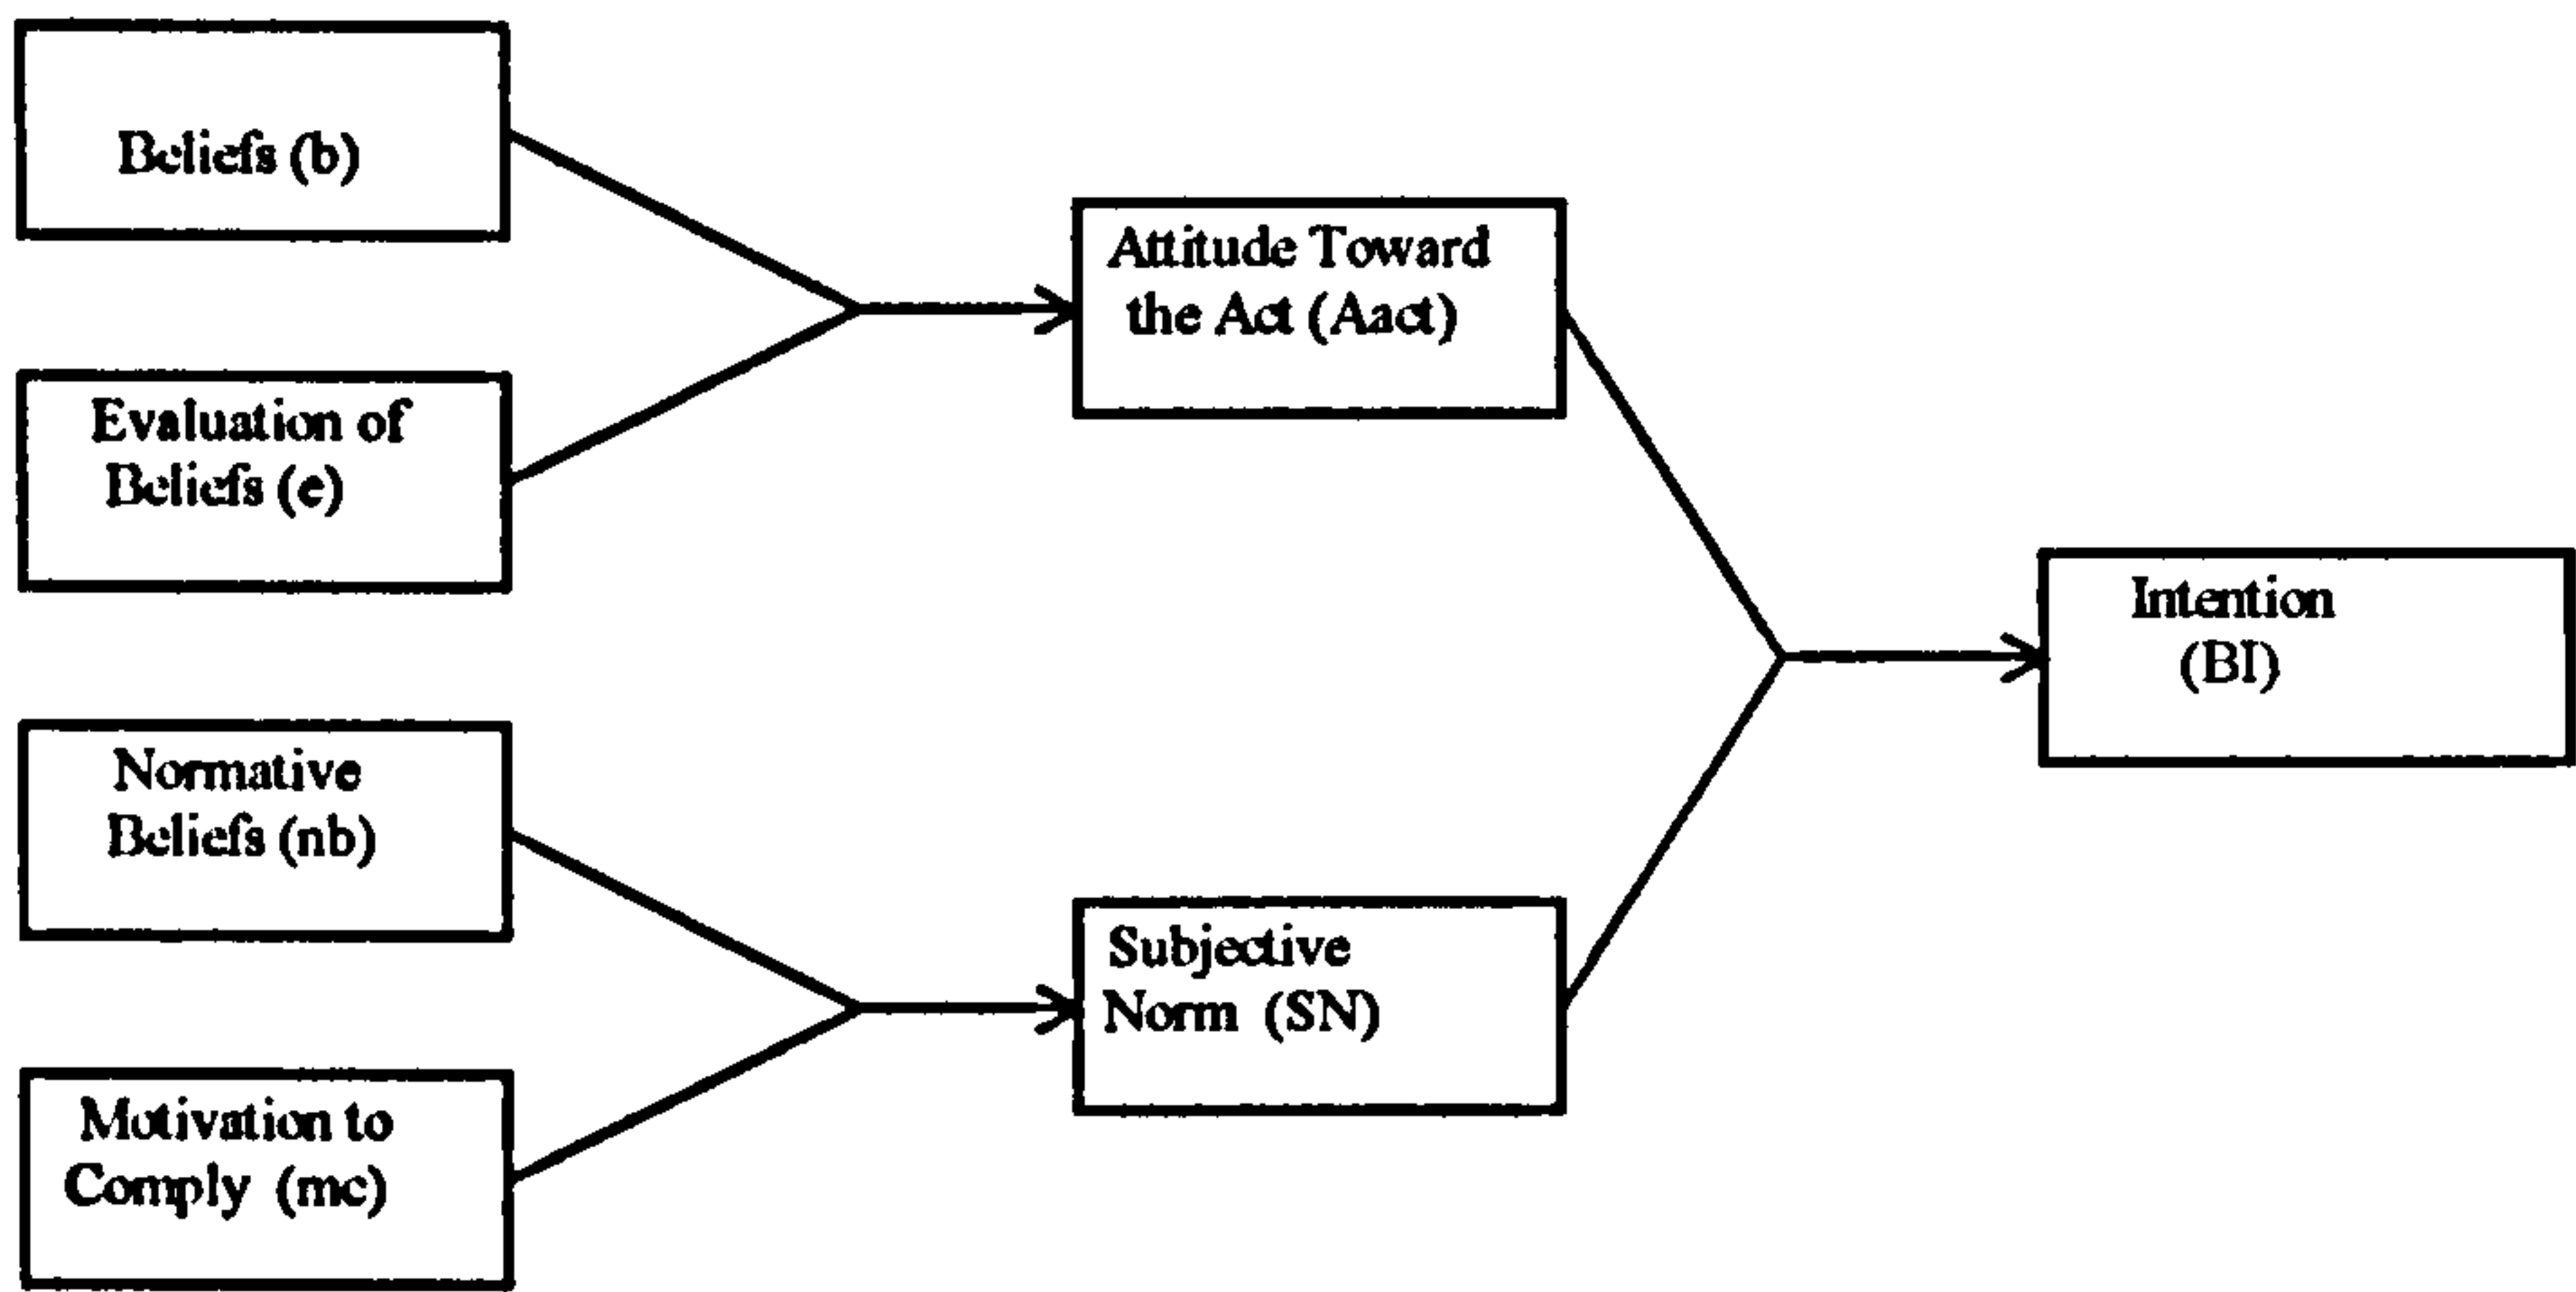 Beliefs (b)
Evaluation of
Beliefs (e)
Normative
Beliefs (nb)
Motivation to
Comply (mc)
Attitude Toward
the Act (Aact)
Subjective
Norm (SN)
Intention
(BI)